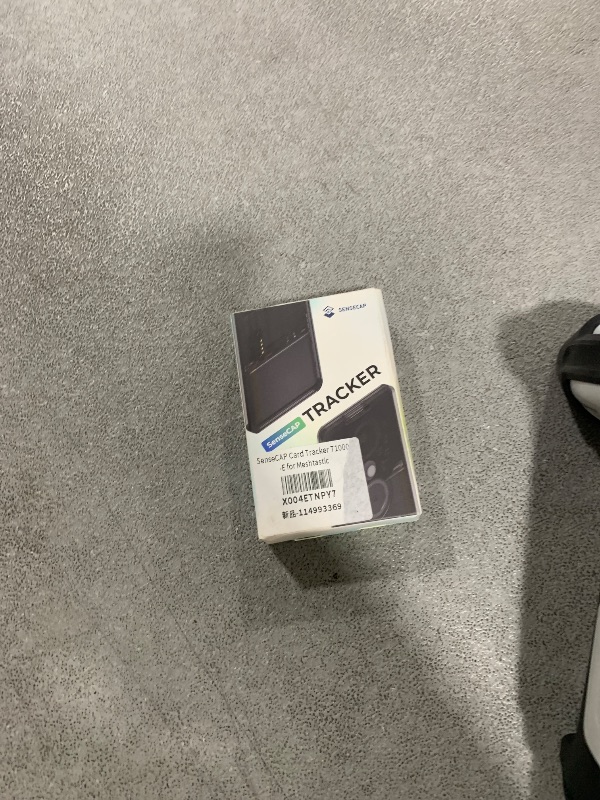 SENSECAP
SenseCAP TRACKER
SenseCAP Card Tracker T1000
-E for Meshtastic
X004ETNPY7
新品-114993369